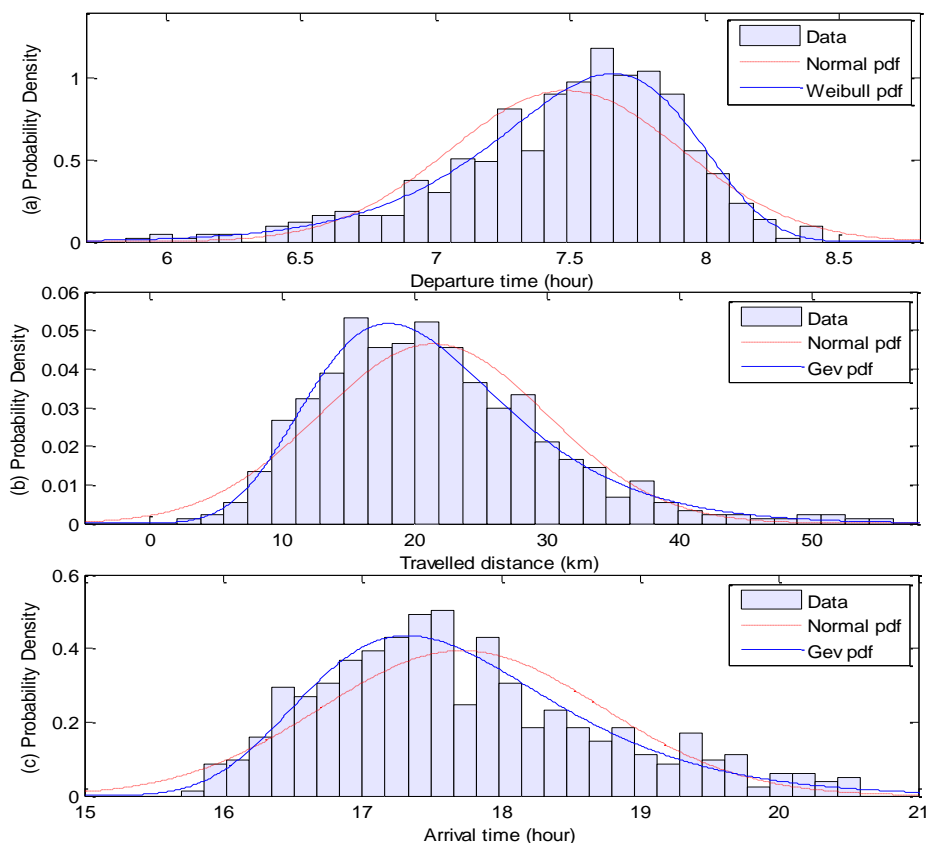 (a) Probability Density
1
0.5
0
6
6.5
7
7.5
8
8.5
Departure time (hour)
Data
Normal pdf
Weibull pdf
(b) Probability Density
0.06
0.05
0.04
0.03
0.02
0.01
0
0
10
20
30
40
50
Travelled distance (km)
Data
Normal pdf
Gev pdf
(c) Probability Density
0.6
0.4
0.2
0
15
16
17
18
19
20
21
Arrival time (hour)
Data
Normal pdf
Gev pdf